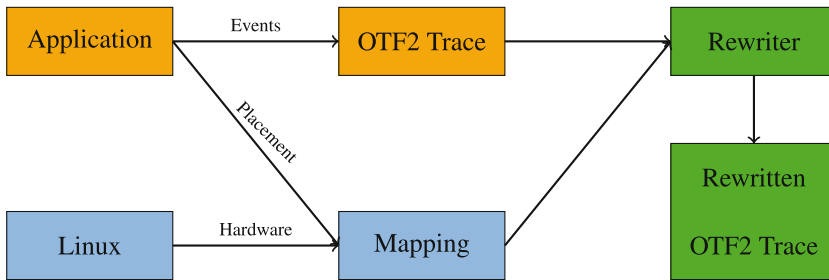 Application
Events
OTF2 Trace
Rewriter
Placement
Rewritten
OTF2 Trace
Linux
Hardware
Mapping